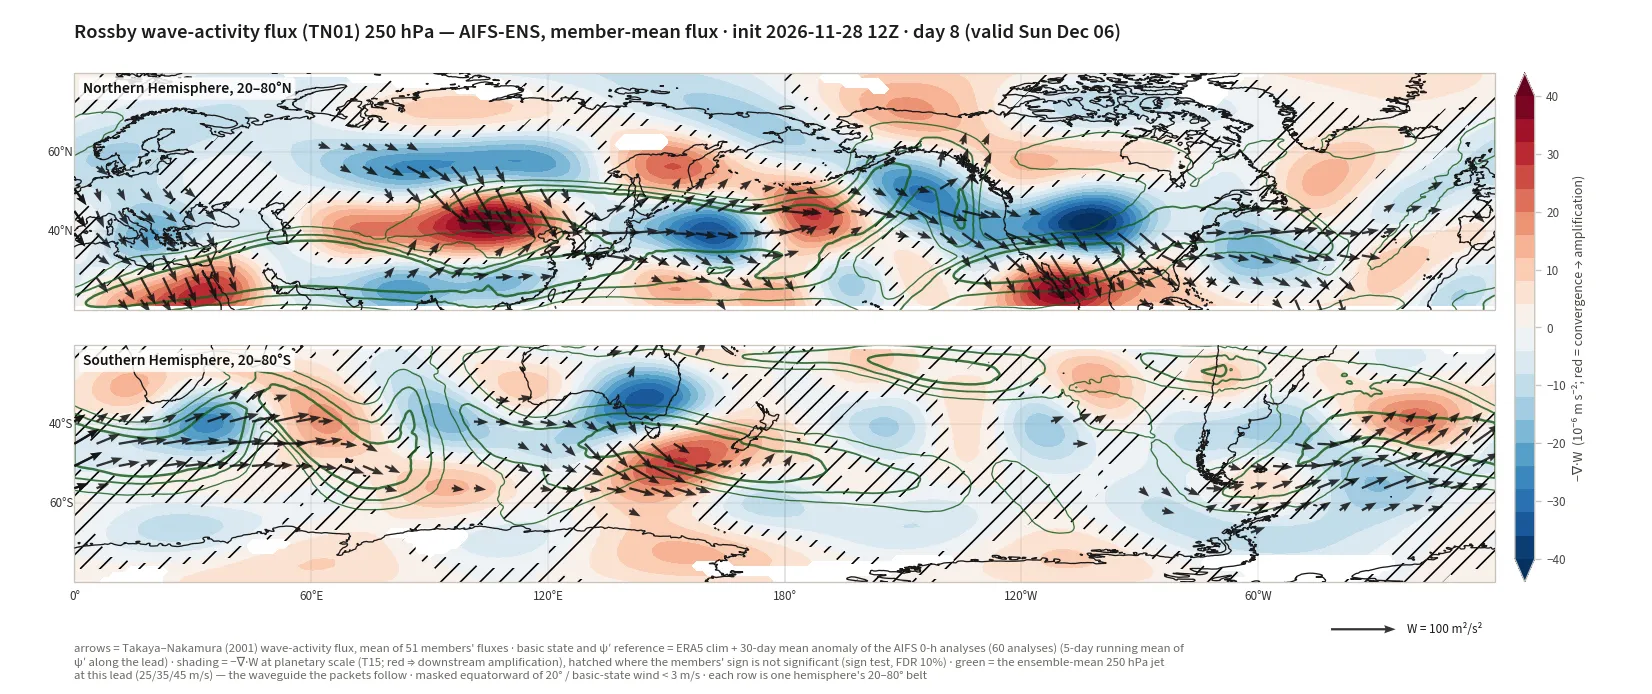 Rossby wave-activity flux (TN01) 250 hPa — AIFS-ENS, member-mean flux · init 2026-11-28 12Z · day 8 (valid Sun Dec 06)
Northern Hemisphere, 20–80°N
60°N
40°N
Southern Hemisphere, 20–80°S
40°S
60°S
0°
60°E
120°E
180°
120°W
60°W
40
30
20
10
0
−10
−20
−30
−40
−∇·W (10⁻⁶ m s⁻²; red = convergence → amplification)
W = 100 m²/s²
arrows = Takaya–Nakamura (2001) wave-activity flux, mean of 51 members' fluxes · basic state and ψ' reference = ERA5 clim + 30-day mean anomaly of the AIFS 0-h analyses (60 analyses) (5-day running mean of
ψ' along the lead) · shading = −∇·W at planetary scale (T15; red ⇒ downstream amplification), hatched where the members' sign is not significant (sign test, FDR 10%) · green = the ensemble-mean 250 hPa jet
at this lead (25/35/45 m/s) — the waveguide the packets follow · masked equatorward of 20° / basic-state wind < 3 m/s · each row is one hemisphere's 20–80° belt